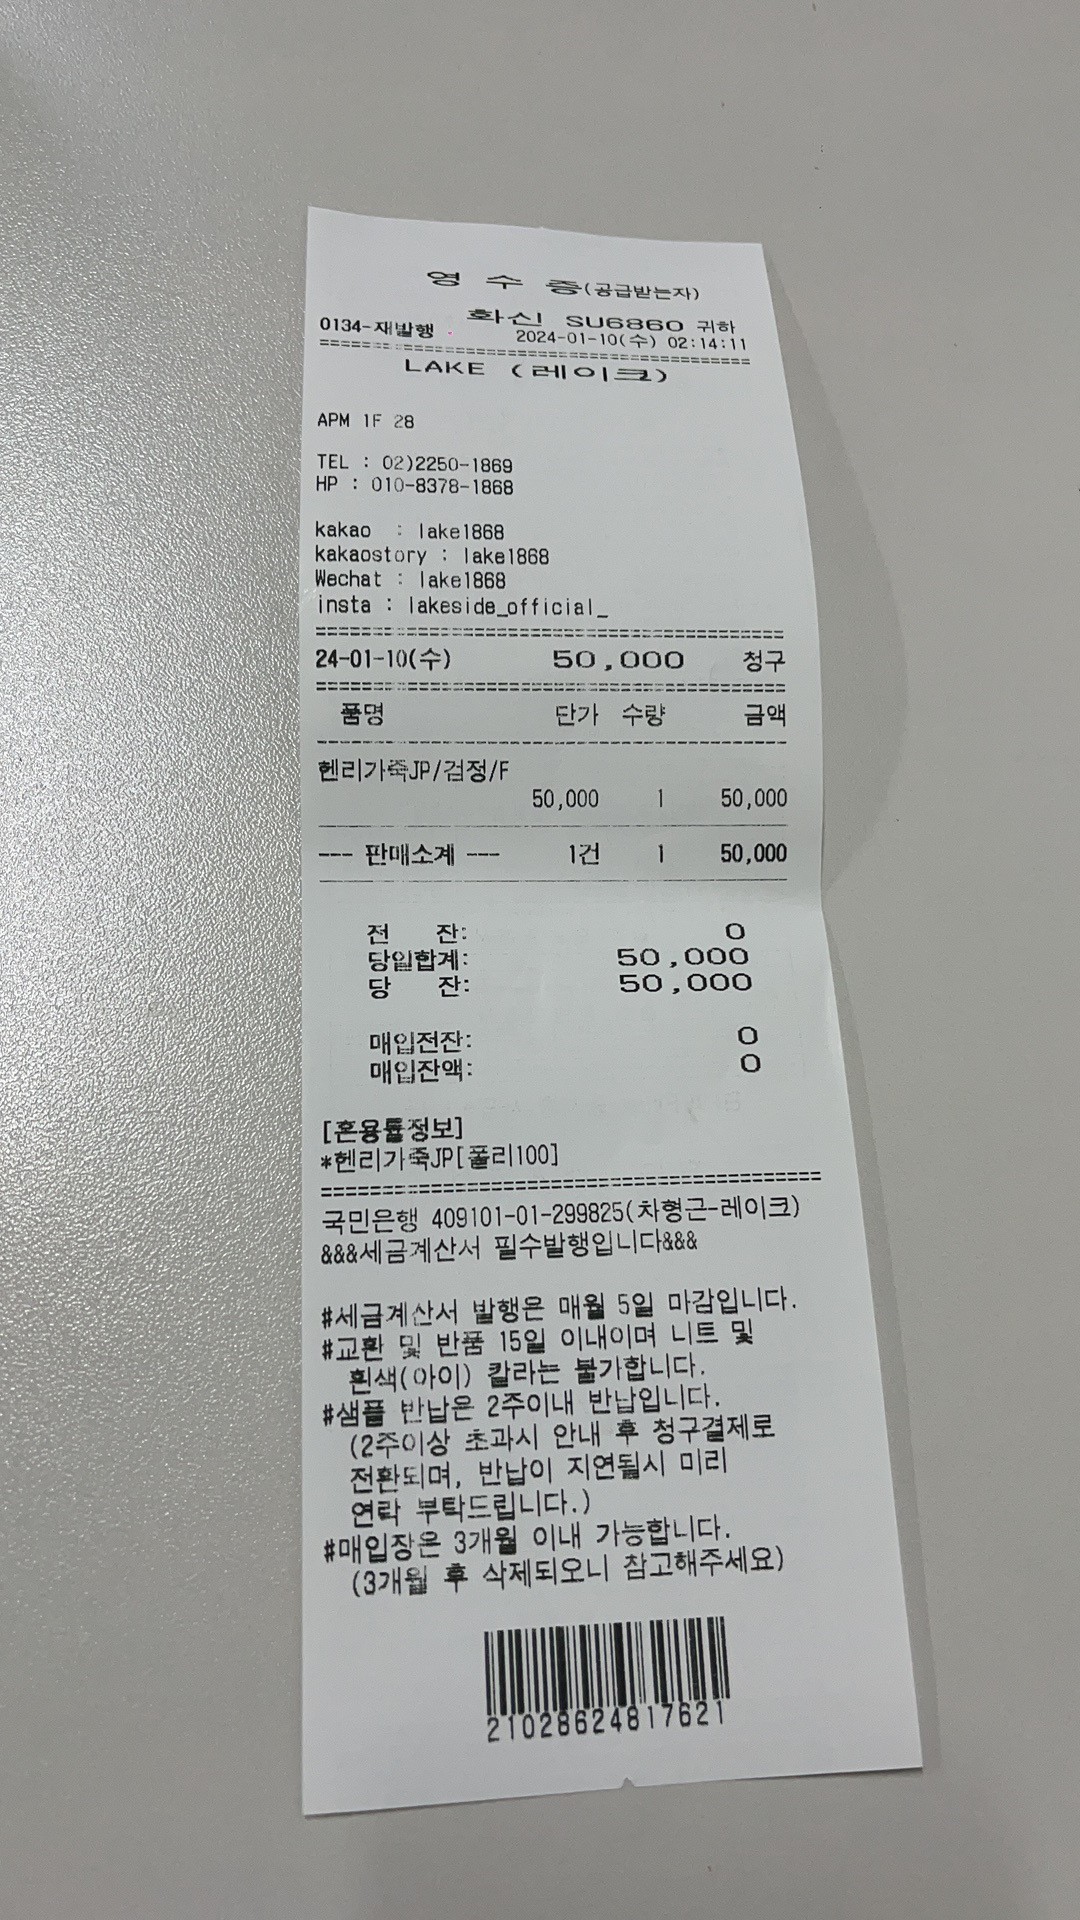 영 수 증(공급받는자)
화신 SU6860 귀하
0134-재발행 2024-01-10(수) 02:14:11
LAKE (레이크)
APM 1F 28
TEL : 02)2250-1869
HP : 010-8378-1868
kakao : lake1868
kakaostory : lake1868
Wechat : lake1868
insta : lakeside_official_
24-01-10(수) 50,000 청구
품명 단가 수량 금액
헨리가죽JP/검정/F
50,000 1 50,000
--- 판매소계 --- 1건 1 50,000
전 잔: 0
당일합계: 50,000
당 잔: 50,000
매입전잔: 0
매입잔액: 0
[혼용률정보]
*헨리가죽JP[폴리100]
국민은행 409101-01-299825(차형근-레이크)
&&&세금계산서 필수발행입니다&&&
#세금계산서 발행은 매월 5일 마감입니다.
#교환 및 반품 15일 이내이며 니트 및
흰색(아이) 칼라는 불가합니다.
#샘플 반납은 2주이내 반납입니다.
(2주이상 초과시 안내 후 청구결제로
전환되며, 반납이 지연될시 미리
연락 부탁드립니다.)
#매입장은 3개월 이내 가능합니다.
(3개월 후 삭제되오니 참고해주세요)
21028624817621